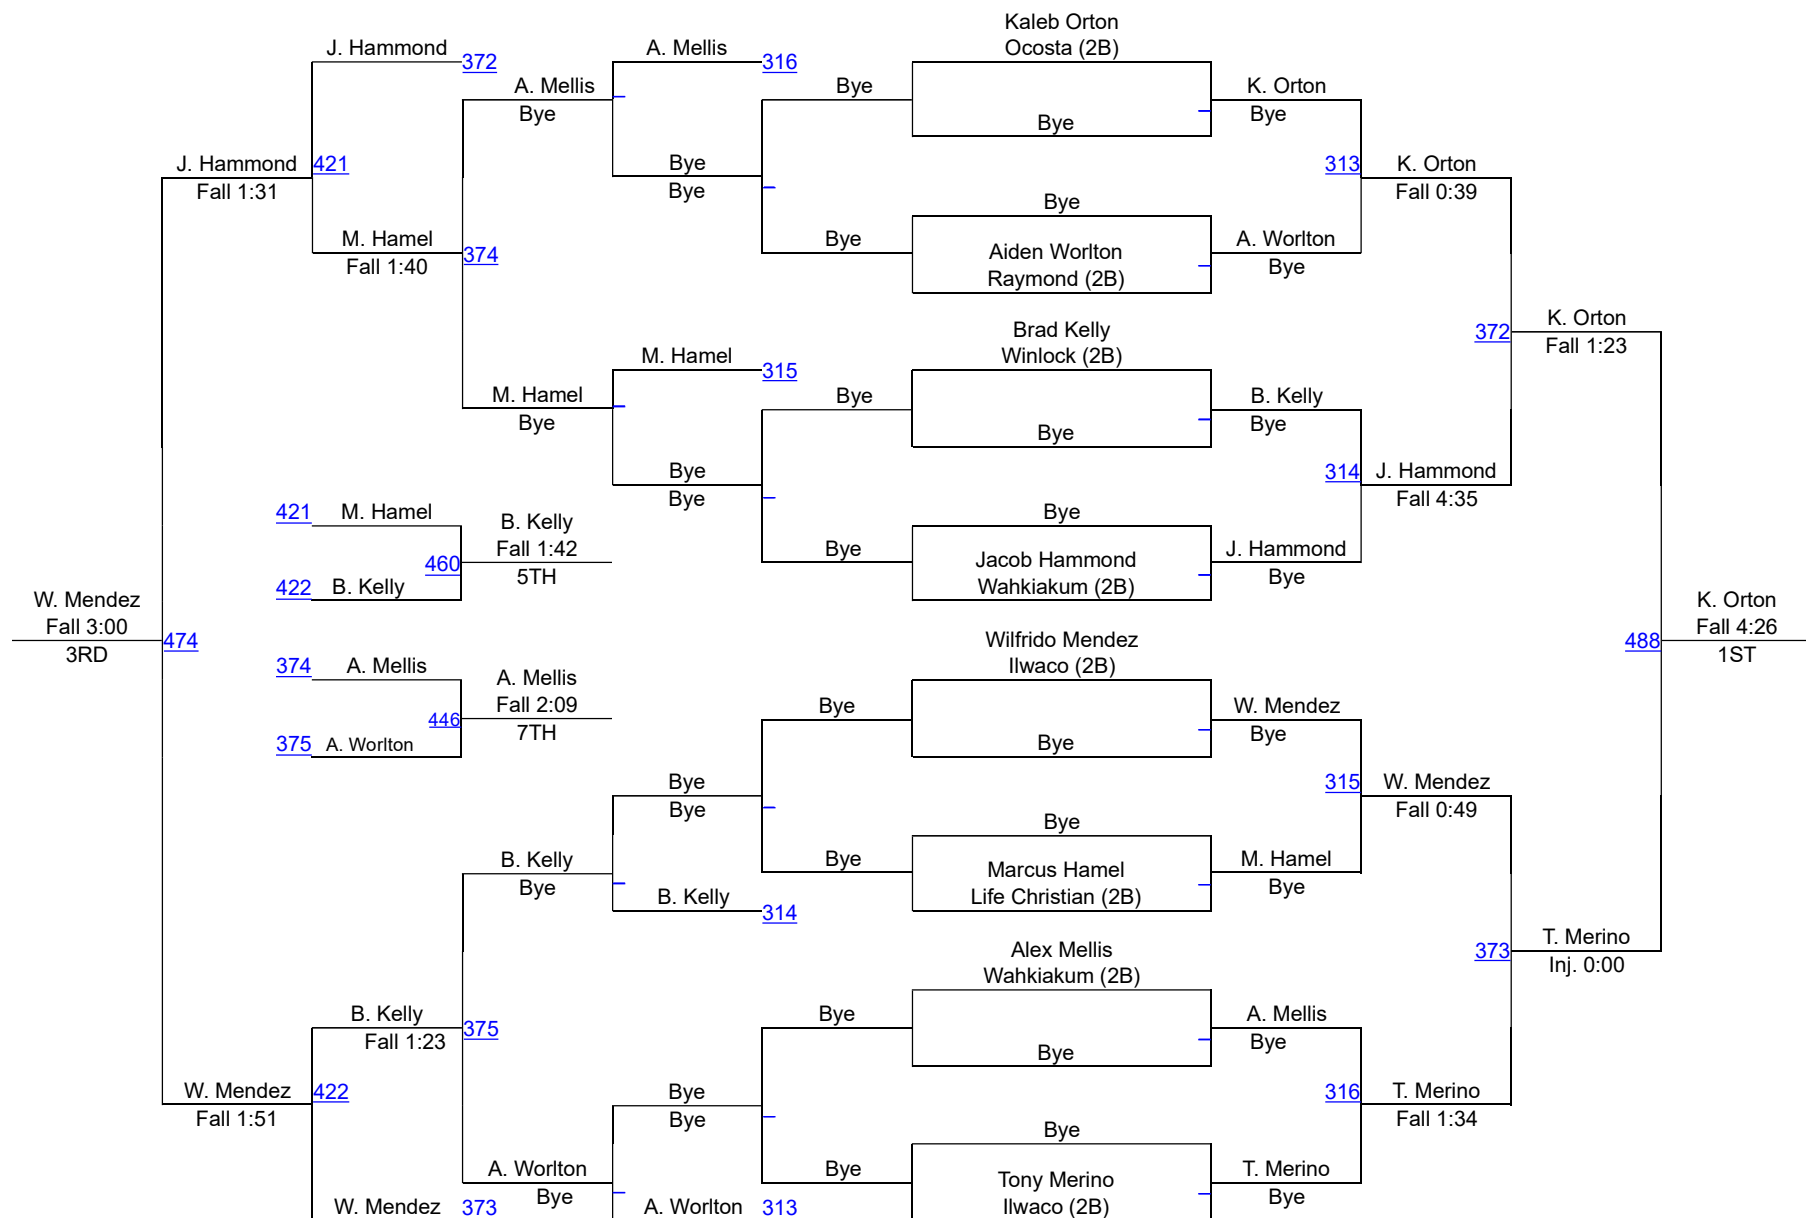 Kaleb Orton
J. Hammond
A. Mellis
Ocosta (2B)
372
316
A. Mellis
Bye
K. Orton
Bye
Bye
Bye
J. Hammond
421
Bye
313
K. Orton
Fall 1:31
Bye
Fall 0:39
Bye
M. Hamel
Bye
A. Worlton
374
Aiden Worlton
Fall 1:40
Bye
Raymond (2B)
Brad Kelly
K. Orton
372
M. Hamel
Winlock (2B)
Fall 1:23
315
M. Hamel
Bye
B. Kelly
Bye
Bye
Bye
Bye
314
J. Hammond
Bye
Fall 4:35
421
M. Hamel
B. Kelly
Bye
Fall 1:42
Bye
J. Hammond
460
Jacob Hammond
5TH
Bye
422
B. Kelly
Wahkiakum (2B)
W. Mendez
K. Orton
Fall 3:00
Fall 4:26
474
Wilfrido Mendez
488
3RD
1ST
374
A. Mellis
A. Mellis
Ilwaco (2B)
Fall 2:09
Bye
W. Mendez
446
7TH
Bye
375
A. Worlton
Bye
Bye
315
W. Mendez
Bye
Fall 0:49
Bye
B. Kelly
Bye
M. Hamel
Bye
Marcus Hamel
Bye
B. Kelly
Life Christian (2B)
314
Alex Mellis
T. Merino
373
Wahkiakum (2B)
Inj. 0:00
B. Kelly
Bye
A. Mellis
375
Fall 1:23
Bye
Bye
W. Mendez
422
Bye
316
T. Merino
Fall 1:51
Bye
Fall 1:34
Bye
A. Worlton
Bye
T. Merino
Bye
Tony Merino
Bye
W. Mendez
373
A. Worlton
313
Ilwaco (2B)